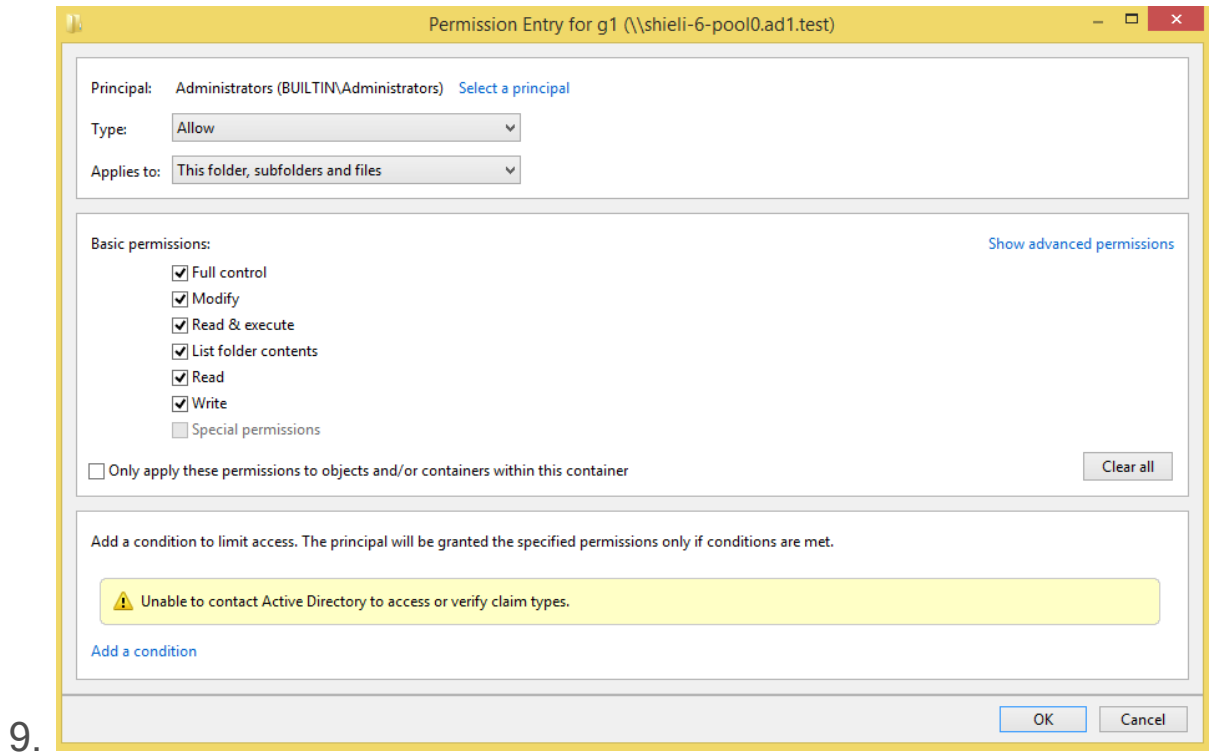 Permission Entry for g1 (\\shieli-6-pool0.ad1.test)
Principal: Administrators (BUILTIN\Administrators) Select a principal
Type: Allow
Applies to: This folder, subfolders and files
Basic permissions: Show advanced permissions
Full control
Modify
Read & execute
List folder contents
Read
Write
Special permissions
Only apply these permissions to objects and/or containers within this container Clear all
Add a condition to limit access. The principal will be granted the specified permissions only if conditions are met.
Unable to contact Active Directory to access or verify claim types.
Add a condition
OK Cancel
9.